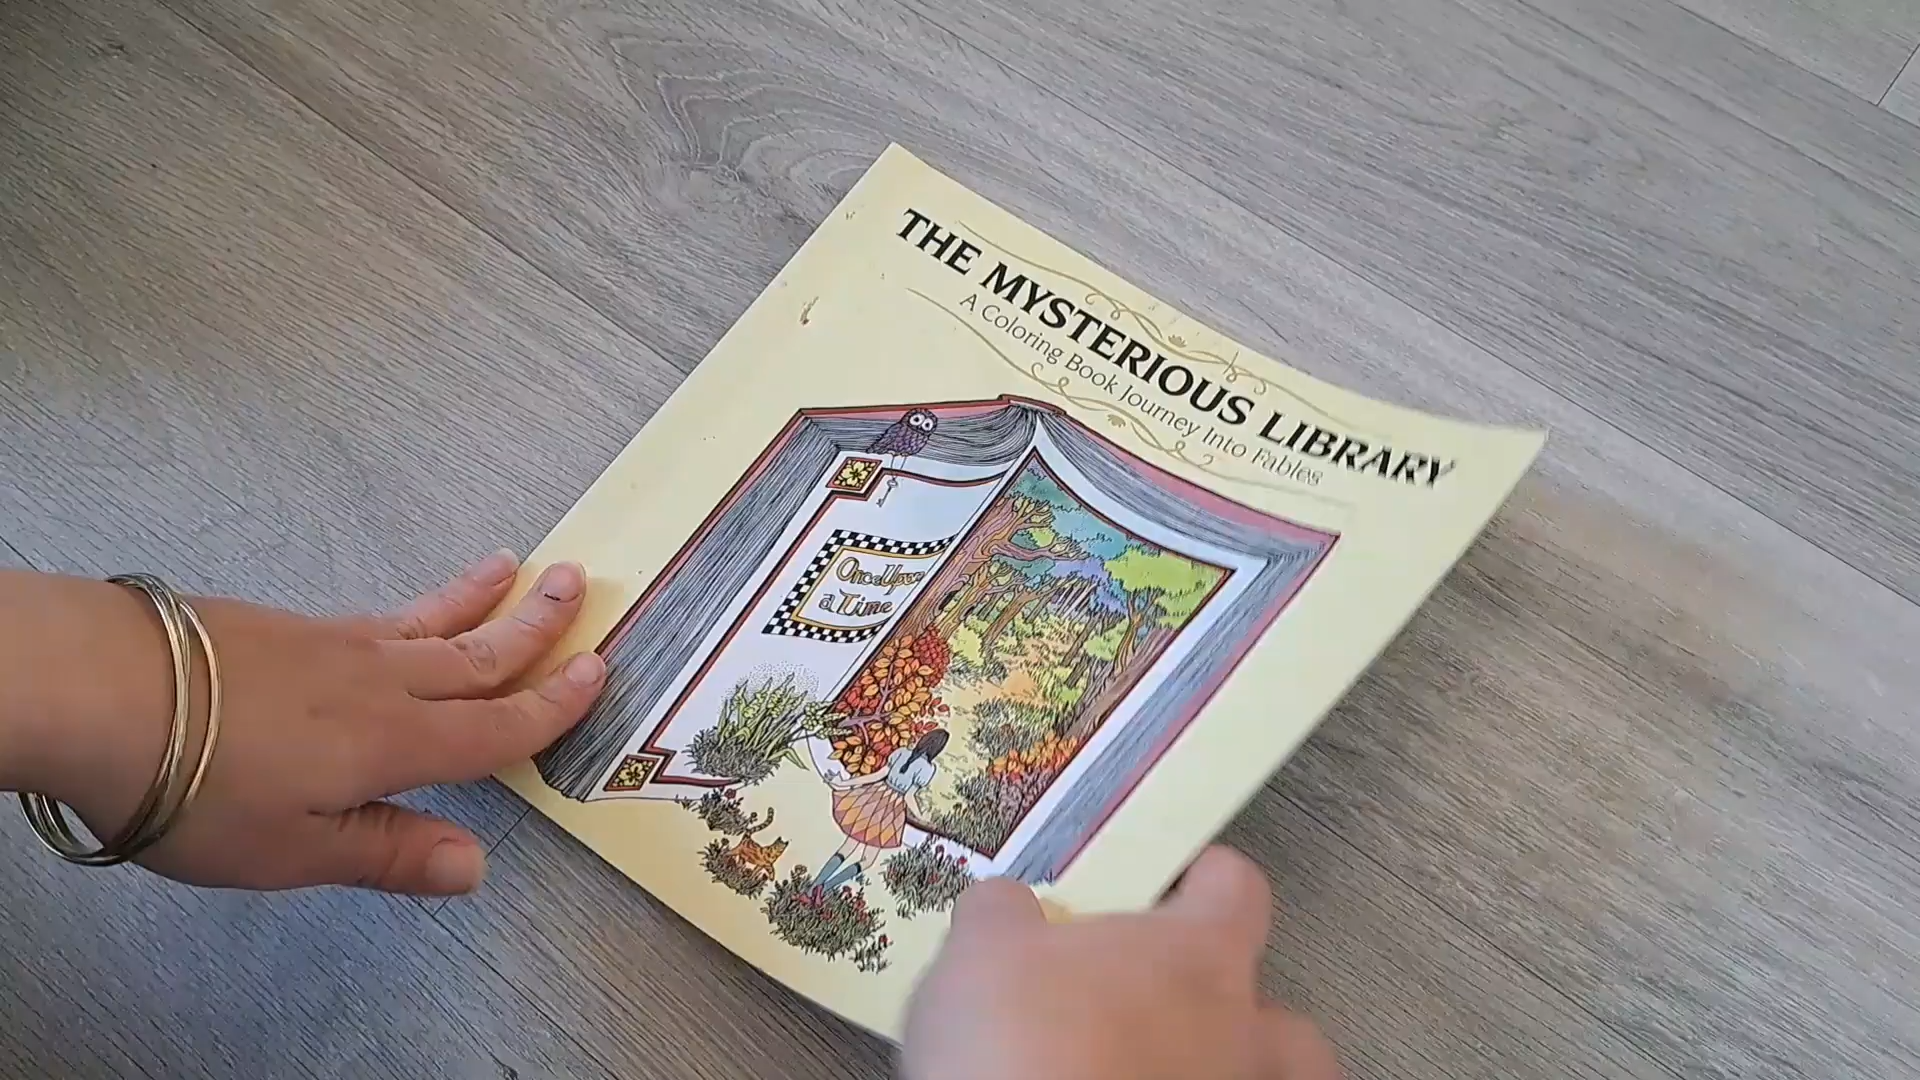 THE MYSTERIOUS LIBRARY
A Coloring Book Journey Into Fables
Once Upon
a Time